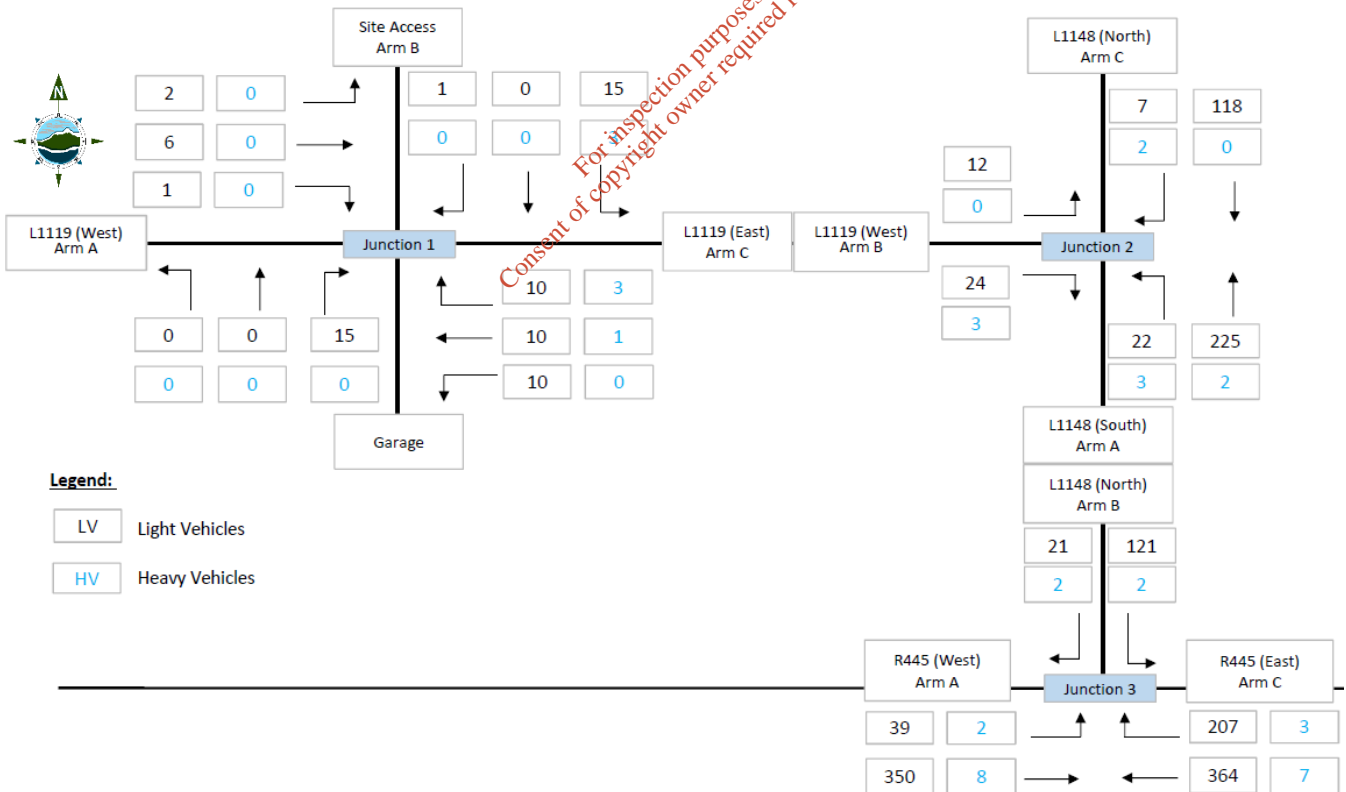 Site Access
Arm B
L1148 (North)
Arm C
For inspection purposes
Consent of copyright owner required
N
2 0
6 0
1 0
1 0 15
0 0
7 118
2 0
12
0
L1119 (West)
Arm A
Junction 1
L1119 (East)
Arm C
L1119 (West)
Arm B
Junction 2
24
3
10 3
10 1
10 0
0 0 15
0 0 0
22 225
3 2
Garage
L1148 (South)
Arm A
L1148 (North)
Arm B
Legend:
LV Light Vehicles
HV Heavy Vehicles
21 121
2 2
R445 (West)
Arm A
Junction 3
R445 (East)
Arm C
39 2
207 3
350 8
364 7